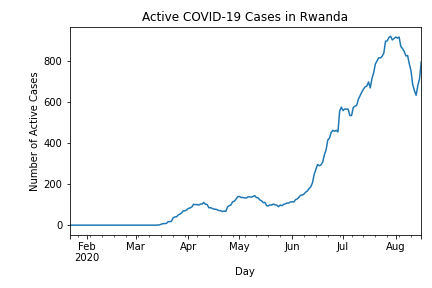 Active COVID-19 Cases in Rwanda
Number of Active Cases
800
600
400
200
0
Feb Mar Apr May Jun Jul Aug
2020
Day